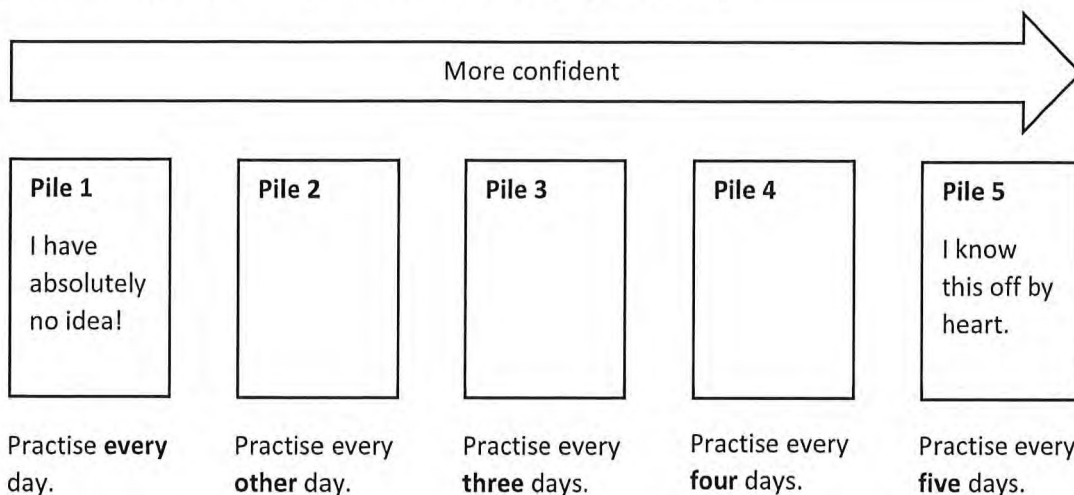 More confident
Pile 1
I have
absolutely
no idea!
Pile 2
Pile 3
Pile 4
Pile 5
I know
this off by
heart.
Practise every
day.
Practise every
other day.
Practise every
three days.
Practise every
four days.
Practise every
five days.